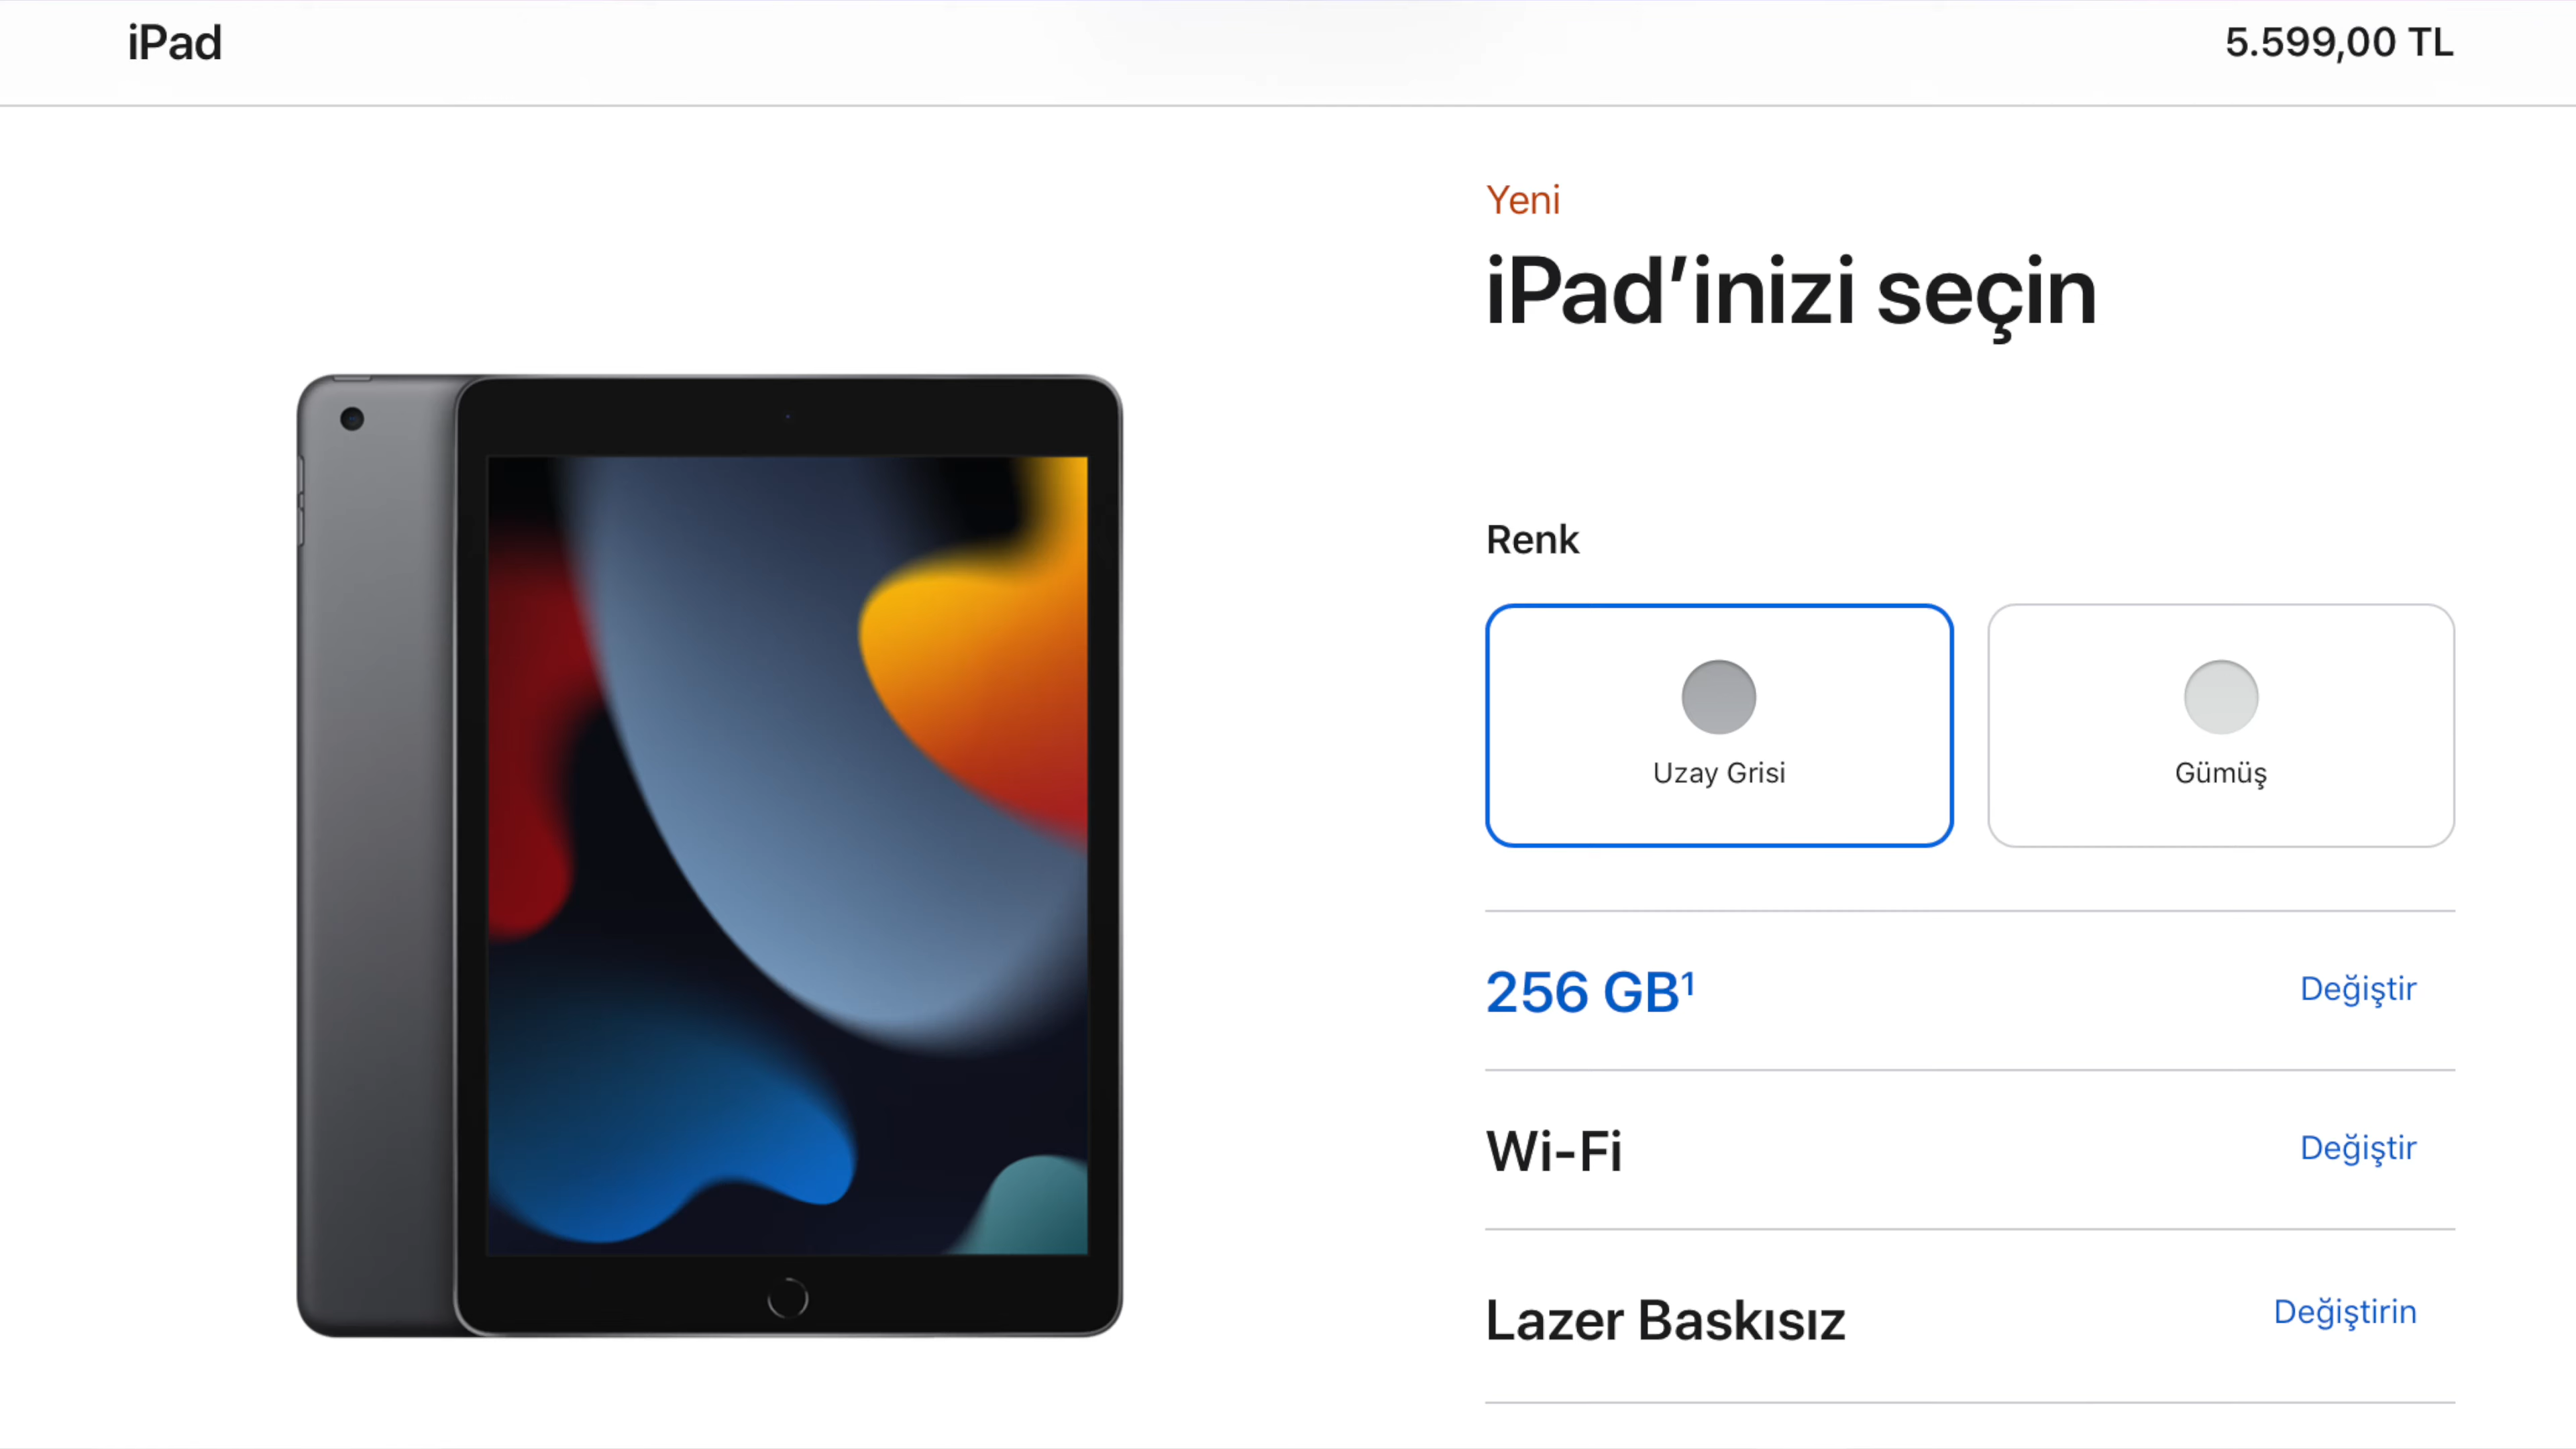 iPad
5.599,00 TL
Yeni
iPad’inizi seçin
Renk
Uzay Grisi
Gümüş
256 GB¹
Değiştir
Wi-Fi
Değiştir
Lazer Baskısız
Değiştirin